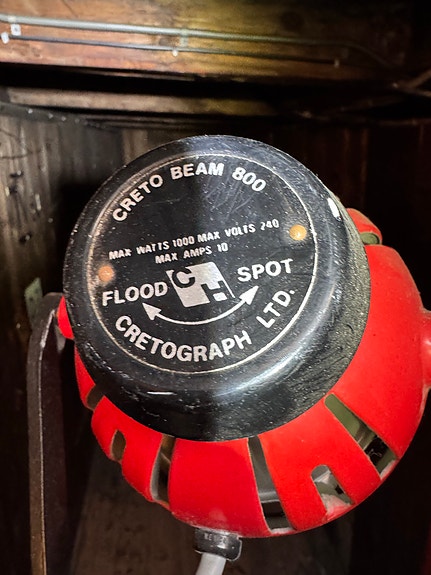 CRETO BEAM 800
MAX WATTS 1000 MAX VOLTS 240
MAX AMPS 10
FLOOD SPOT
CRETOGRAPH LTD.